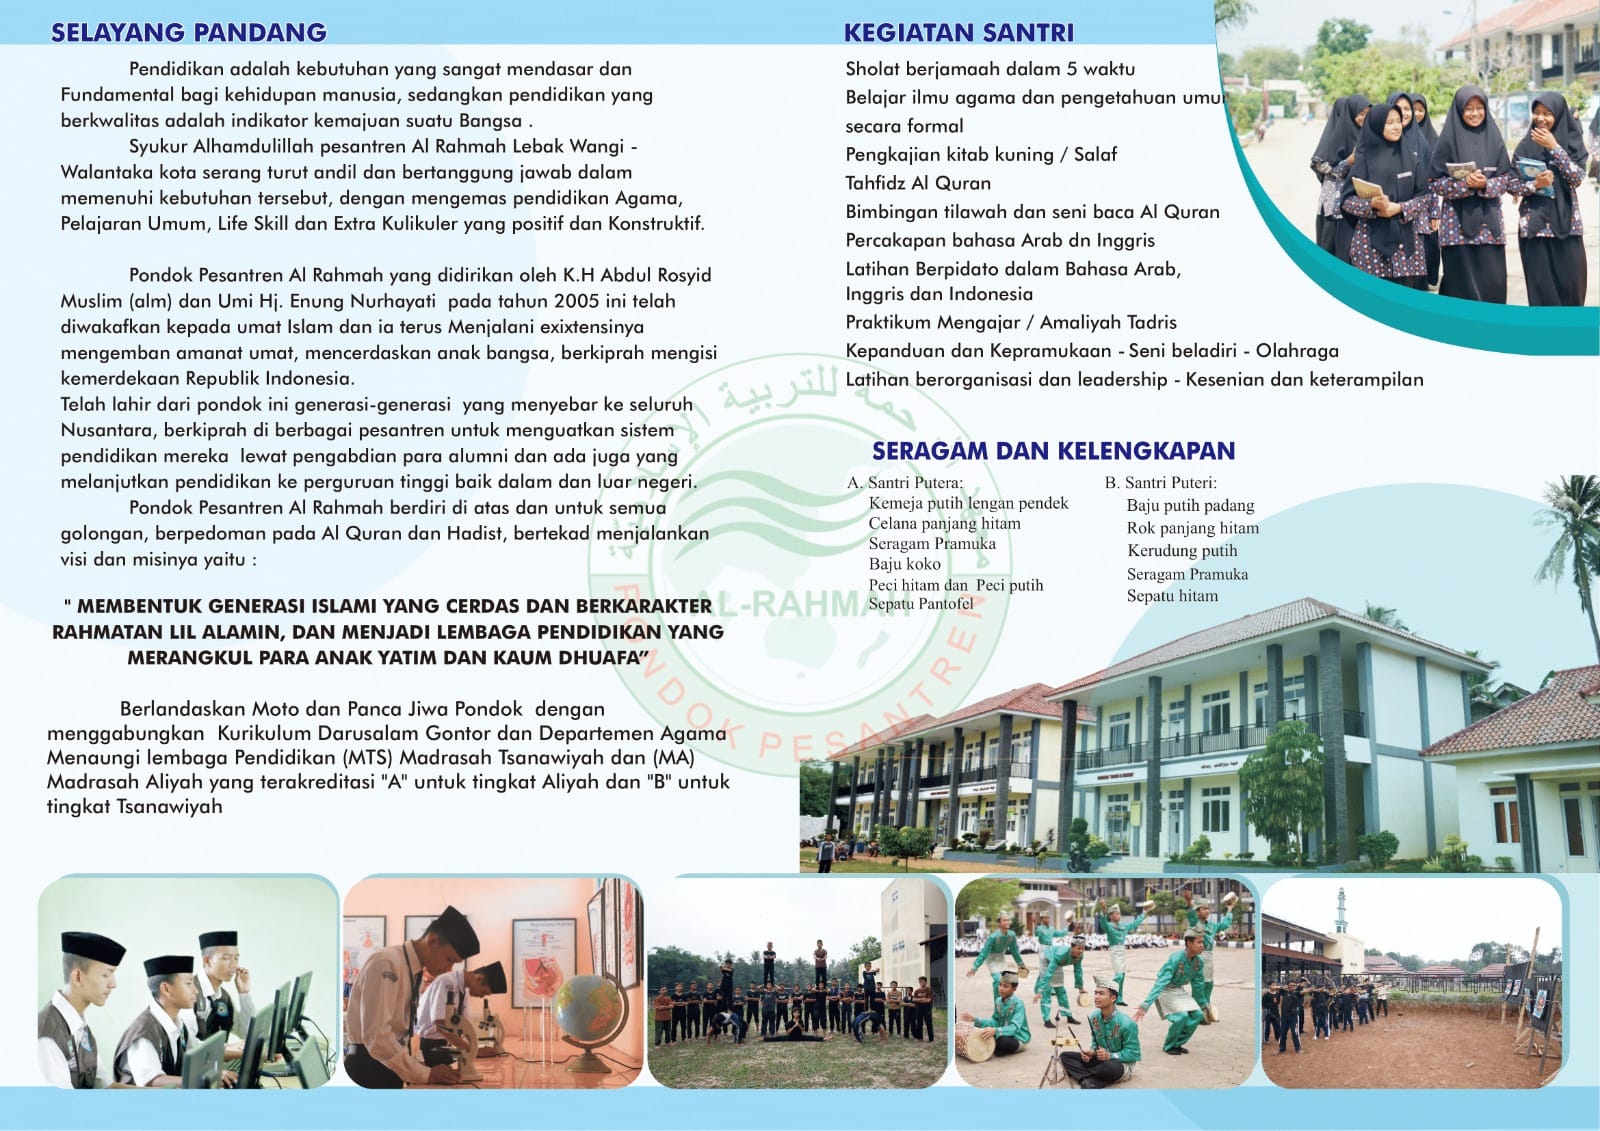 SELAYANG PANDANG
Pendidikan adalah kebutuhan yang sangat mendasar dan
Fundamental bagi kehidupan manusia, sedangkan pendidikan yang
berkwalitas adalah indikator kemajuan suatu Bangsa .
Syukur Alhamdulillah pesantren Al Rahmah Lebak Wangi -
Walantaka kota serang turut andil dan bertanggung jawab dalam
memenuhi kebutuhan tersebut, dengan mengemas pendidikan Agama,
Pelajaran Umum, Life Skill dan Extra Kulikuler yang positif dan Konstruktif.
Pondok Pesantren Al Rahmah yang didirikan oleh K.H Abdul Rosyid
Muslim (alm) dan Umi Hj. Enung Nurhayati pada tahun 2005 ini telah
diwakafkan kepada umat Islam dan ia terus Menjalani exixtensinya
mengemban amanat umat, mencerdaskan anak bangsa, berkiprah mengisi
kemerdekaan Republik Indonesia.
Telah lahir dari pondok ini generasi-generasi yang menyebar ke seluruh
Nusantara, berkiprah di berbagai pesantren untuk menguatkan sistem
pendidikan mereka lewat pengabdian para alumni dan ada juga yang
melanjutkan pendidikan ke perguruan tinggi baik dalam dan luar negeri.
Pondok Pesantren Al Rahmah berdiri di atas dan untuk semua
golongan, berpedoman pada Al Quran dan Hadist, bertekad menjalankan
visi dan misinya yaitu :
" MEMBENTUK GENERASI ISLAMI YANG CERDAS DAN BERKARAKTER
RAHMATAN LIL ALAMIN, DAN MENJADI LEMBAGA PENDIDIKAN YANG
MERANGKUL PARA ANAK YATIM DAN KAUM DHUAFA”
Berlandaskan Moto dan Panca Jiwa Pondok dengan
menggabungkan Kurikulum Darusalam Gontor dan Departemen Agama
Menaungi lembaga Pendidikan (MTS) Madrasah Tsanawiyah dan (MA)
Madrasah Aliyah yang terakreditasi "A" untuk tingkat Aliyah dan "B" untuk
tingkat Tsanawiyah
KEGIATAN SANTRI
Sholat berjamaah dalam 5 waktu
Belajar ilmu agama dan pengetahuan umum
secara formal
Pengkajian kitab kuning / Salaf
Tahfidz Al Quran
Bimbingan tilawah dan seni baca Al Quran
Percakapan bahasa Arab dn Inggris
Latihan Berpidato dalam Bahasa Arab,
Inggris dan Indonesia
Praktikum Mengajar / Amaliyah Tadris
Kepanduan dan Kepramukaan - Seni beladiri - Olahraga
Latihan berorganisasi dan leadership - Kesenian dan keterampilan
SERAGAM DAN KELENGKAPAN
A. Santri Putera:
Kemeja putih lengan pendek
Celana panjang hitam
Seragam Pramuka
Baju koko
Peci hitam dan Peci putih
Sepatu Pantofel
B. Santri Puteri:
Baju putih padang
Rok panjang hitam
Kerudung putih
Seragam Pramuka
Sepatu hitam
AL-RAHMAH
PONDOK PESANTREN